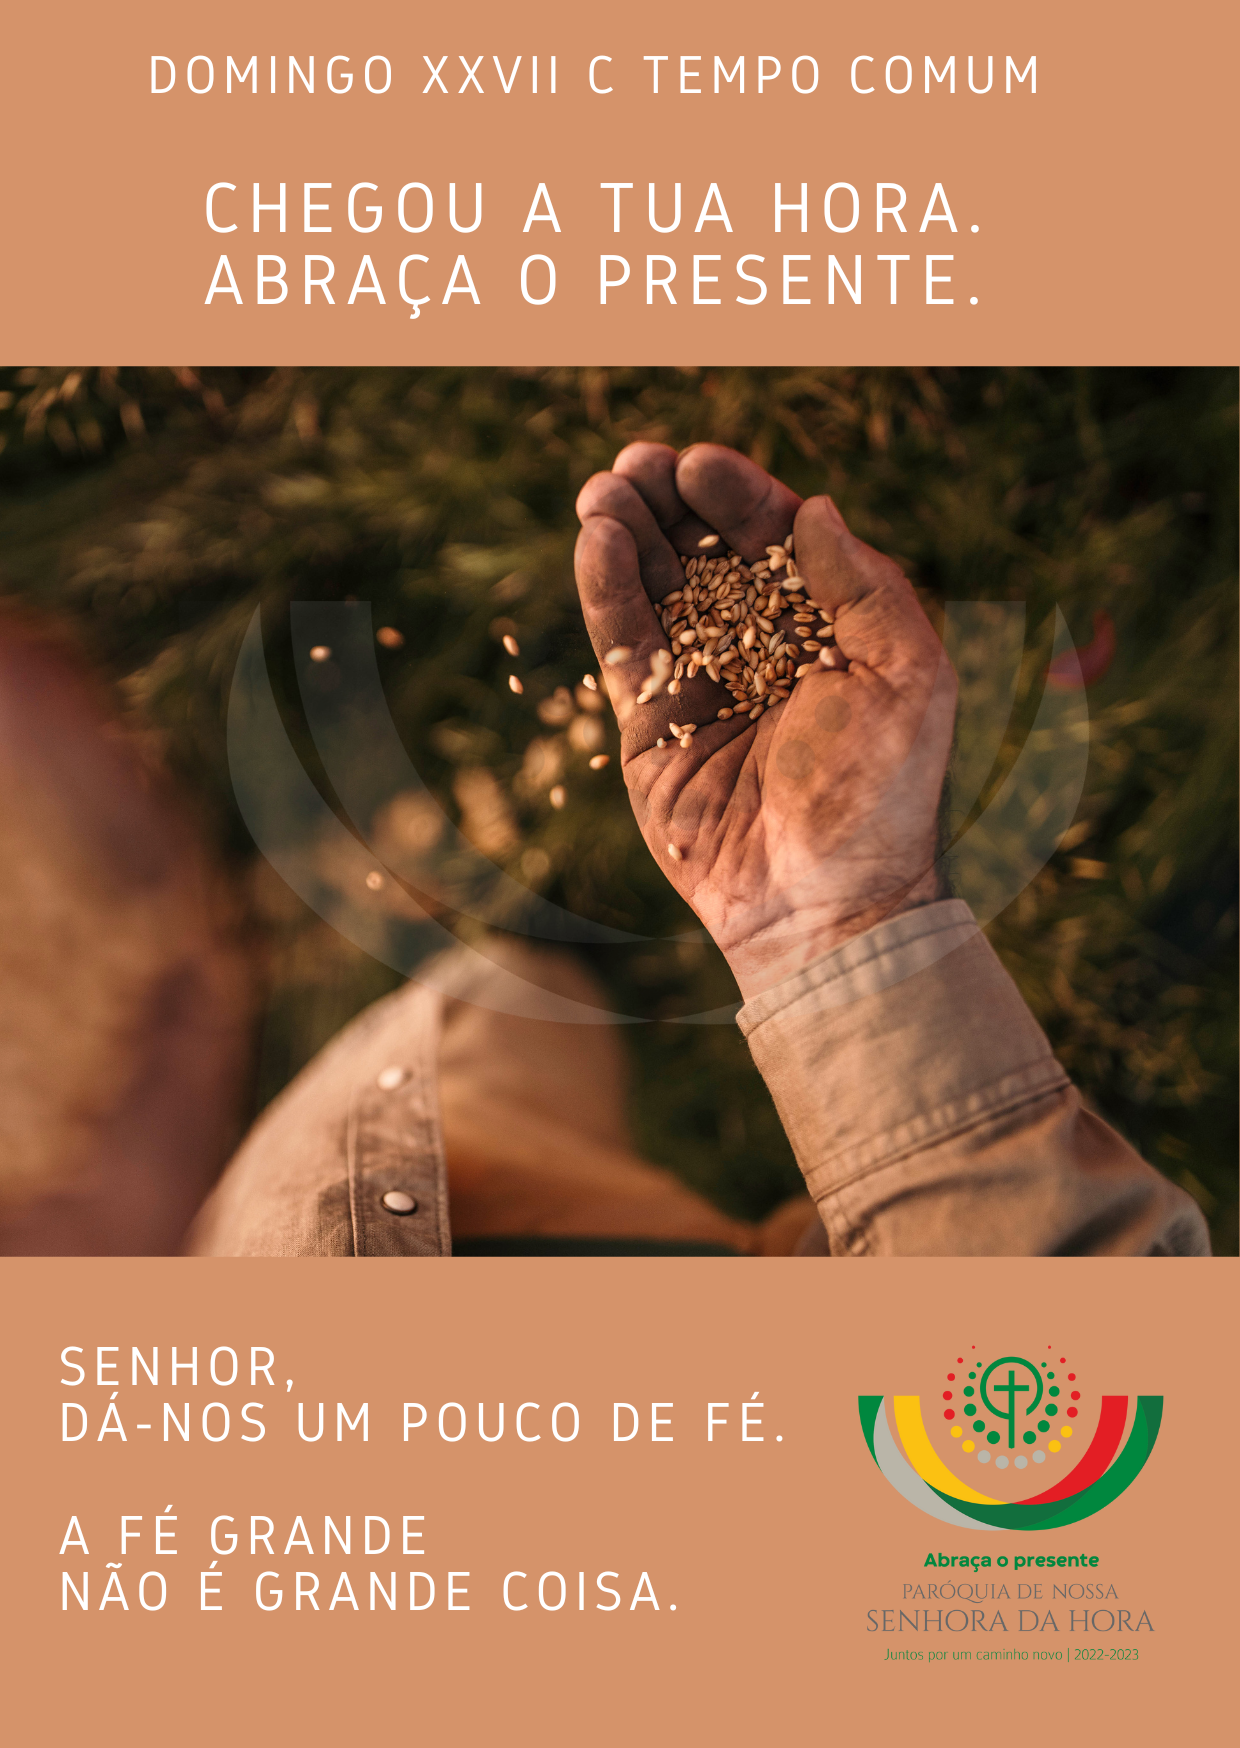 DOMINGO XXVII C TEMPO COMUM
CHEGOU A TUA HORA.
ABRAÇA O PRESENTE.
SENHOR,
DÁ-NOS UM POUCO DE FÉ.
A FÉ GRANDE
NÃO É GRANDE COISA.
Abraça o presente
PARÓQUIA DE NOSSA
SENHORA DA HORA
Juntos por um caminho novo | 2022-2023